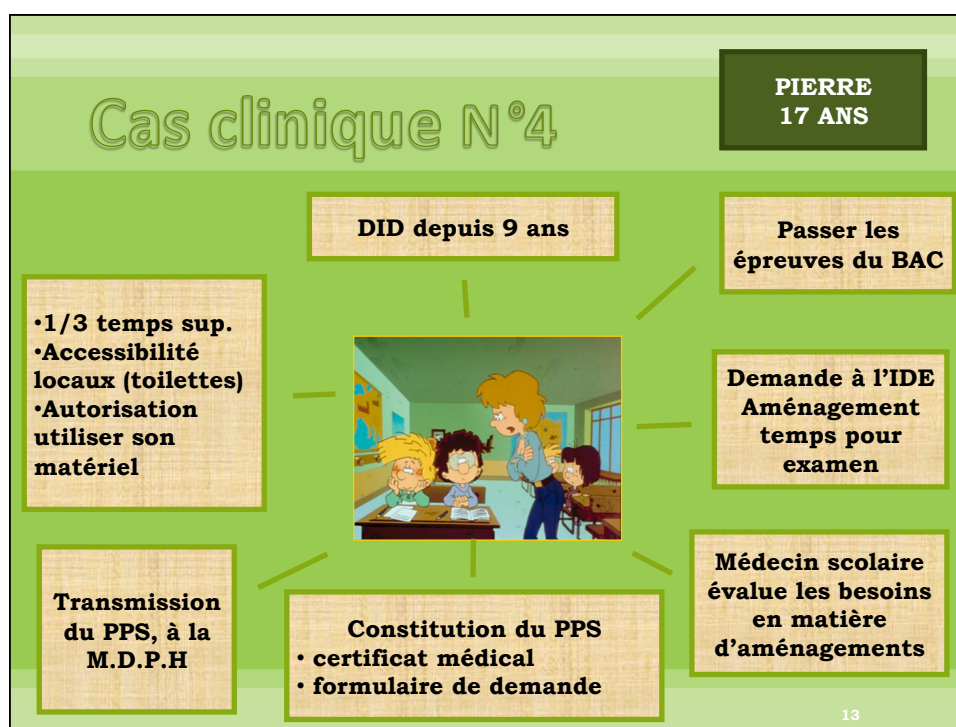 Cas clinique N°4
PIERRE
17 ANS
DID depuis 9 ans
Passer les
épreuves du BAC
Demande à l'IDE
Aménagement
temps pour
examen
Médecin scolaire
évalue les besoins
en matière
d'aménagements
Constitution du PPS
• certificat médical
• formulaire de demande
Transmission
du PPS, à la
M.D.P.H
•1/3 temps sup.
•Accessibilité
locaux (toilettes)
•Autorisation
utiliser son
matériel
13